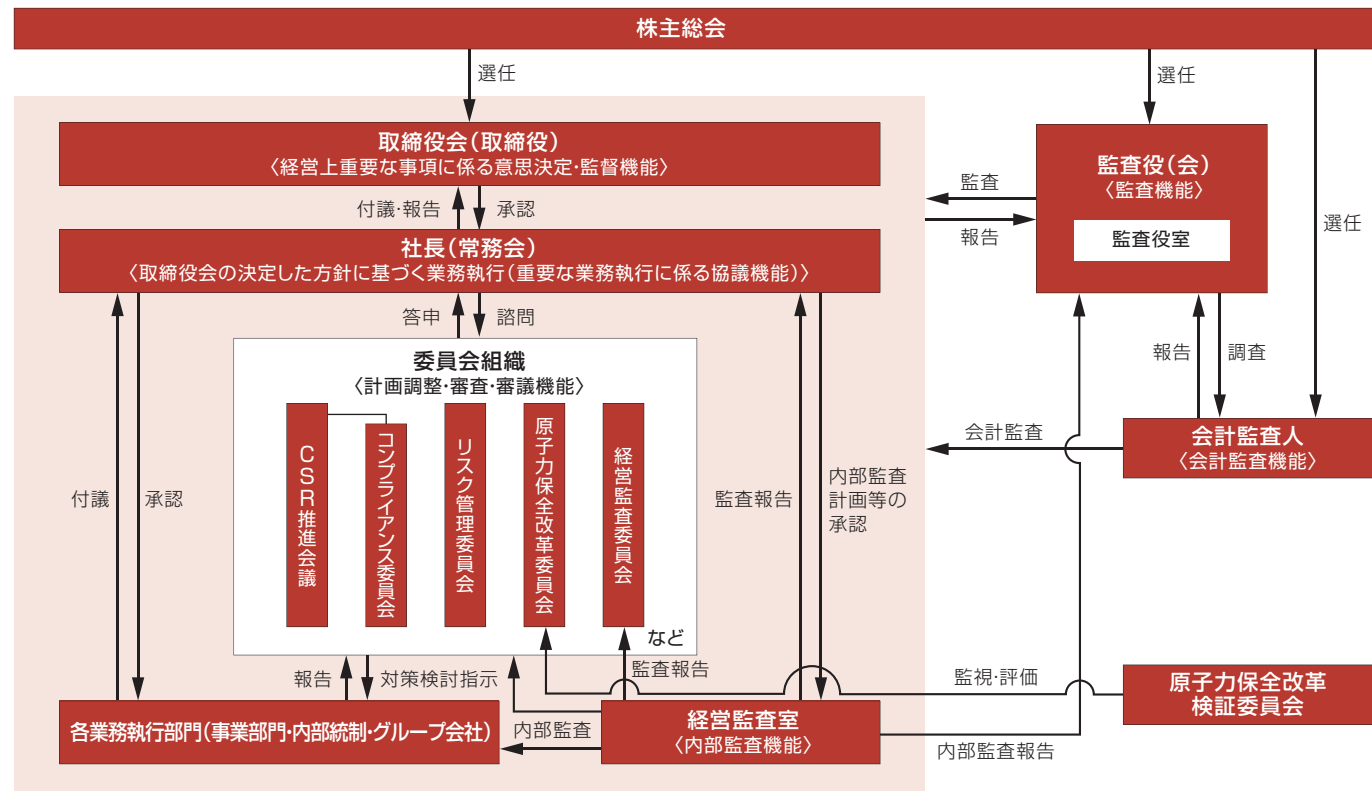 株主総会
選任
選任
選任
取締役会(取締役)
〈経営上重要な事項に係る意思決定・監督機能〉
監査役(会)
〈監査機能〉
監査役室
監査
報告
付議・報告
承認
社長(常務会)
〈取締役会の決定した方針に基づく業務執行(重要な業務執行に係る協議機能)〉
答申
諮問
報告
調査
委員会組織
〈計画調整・審査・審議機能〉
CSR推進会議
コンプライアンス委員会
リスク管理委員会
原子力保全改革委員会
経営監査委員会
など
付議
承認
監査報告
内部監査
計画等の
承認
会計監査
会計監査人
〈会計監査機能〉
報告
対策検討指示
監査報告
監視・評価
原子力保全改革
検証委員会
各業務執行部門(事業部門・内部統制・グループ会社)
内部監査
経営監査室
〈内部監査機能〉
内部監査報告